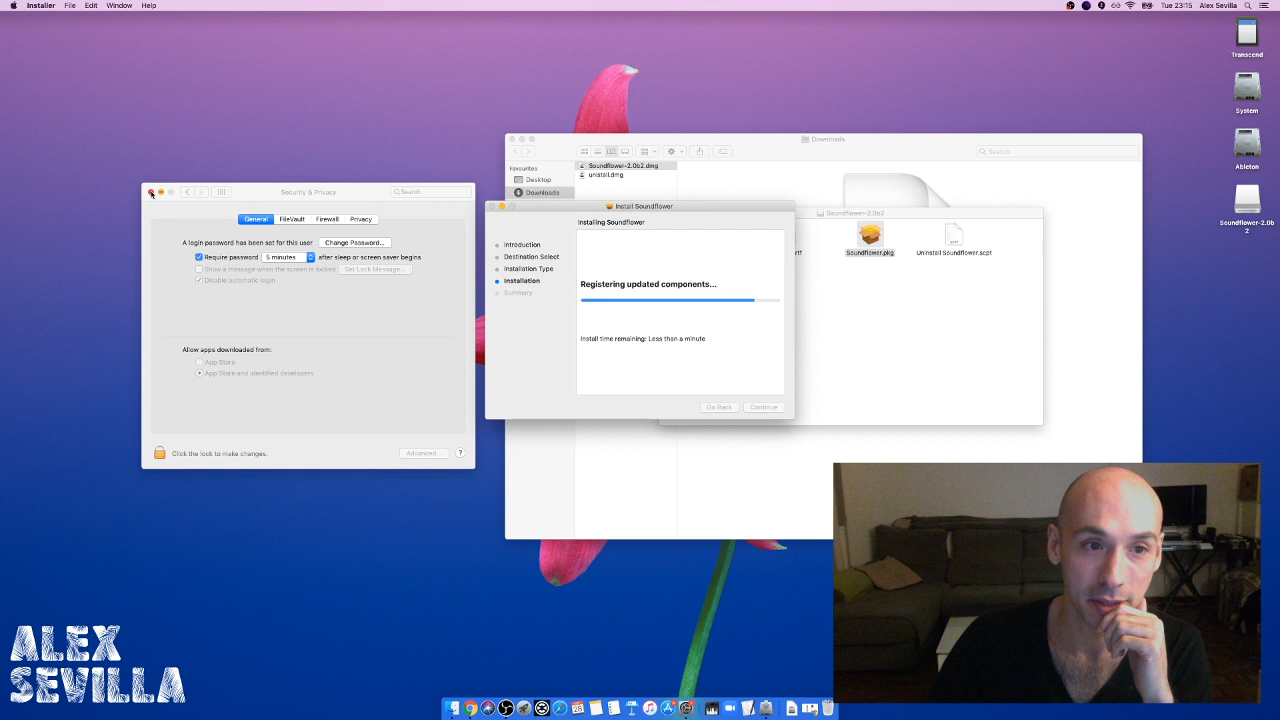 Installer File Edit Window Help
Tue 23:15 Alex Sevilla
Transcend
System
Ableton
Soundflower-2.0b
2
Security & Privacy
Search
General FileVault Firewall Privacy
A login password has been set for this user Change Password...
Require password 5 minutes after sleep or screen saver begins
Show a message when the screen is locked Set Lock Message...
Disable automatic login
Allow apps downloaded from:
App Store
App Store and identified developers
Click the lock to make changes.
Advanced...
?
Downloads
Search
Favourites
Desktop
Downloads
Soundflower-2.0b2.dmg
unistall.dmg
Install Soundflower
Installing Soundflower
Introduction
Destination Select
Installation Type
Installation
Summary
Registering updated components...
Install time remaining: Less than a minute
Go Back Continue
Soundflower-2.0b2
rtf
Soundflower.pkg
Uninstall Soundflower.scpt
ALEX
SEVILLA